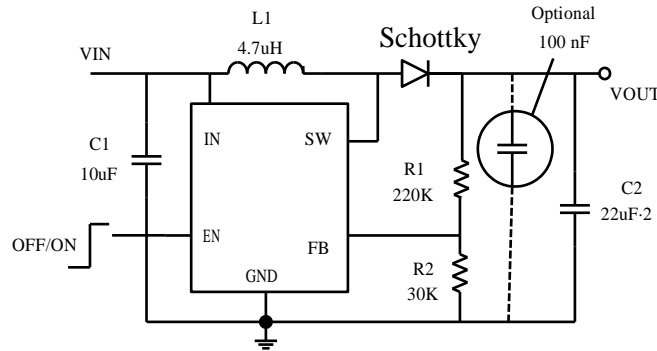 L1
4.7uH
Schottky
Optional
100 nF
VIN
VOUT
IN
SW
C1
10uF
R1
220K
C2
22uF·2
OFF/ON
EN
FB
GND
R2
30K